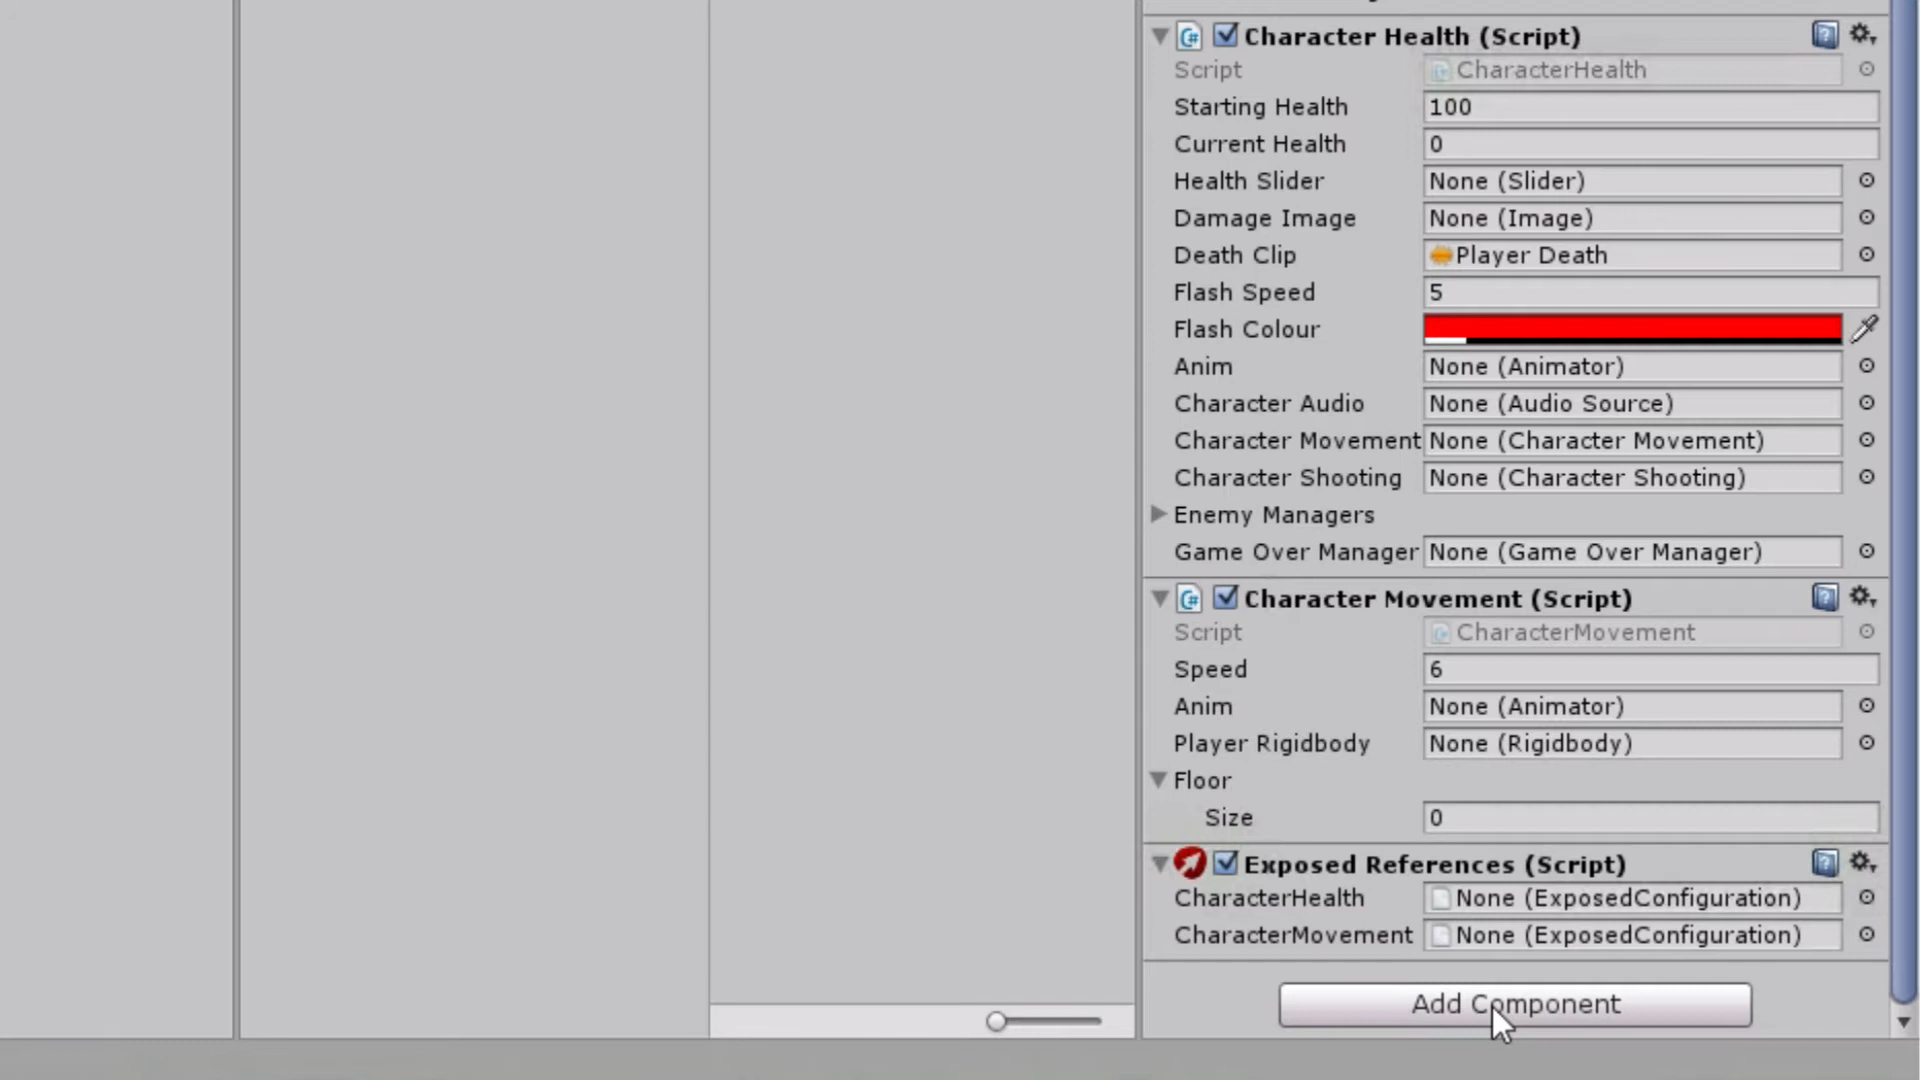 Character Health (Script)
Script CharacterHealth
Starting Health 100
Current Health 0
Health Slider None (Slider)
Damage Image None (Image)
Death Clip Player Death
Flash Speed 5
Flash Colour
Anim None (Animator)
Character Audio None (Audio Source)
Character Movement None (Character Movement)
Character Shooting None (Character Shooting)
Enemy Managers
Game Over Manager None (Game Over Manager)
Character Movement (Script)
Script CharacterMovement
Speed 6
Anim None (Animator)
Player Rigidbody None (Rigidbody)
Floor
Size 0
Exposed References (Script)
CharacterHealth None (ExposedConfiguration)
CharacterMovement None (ExposedConfiguration)
Add Component